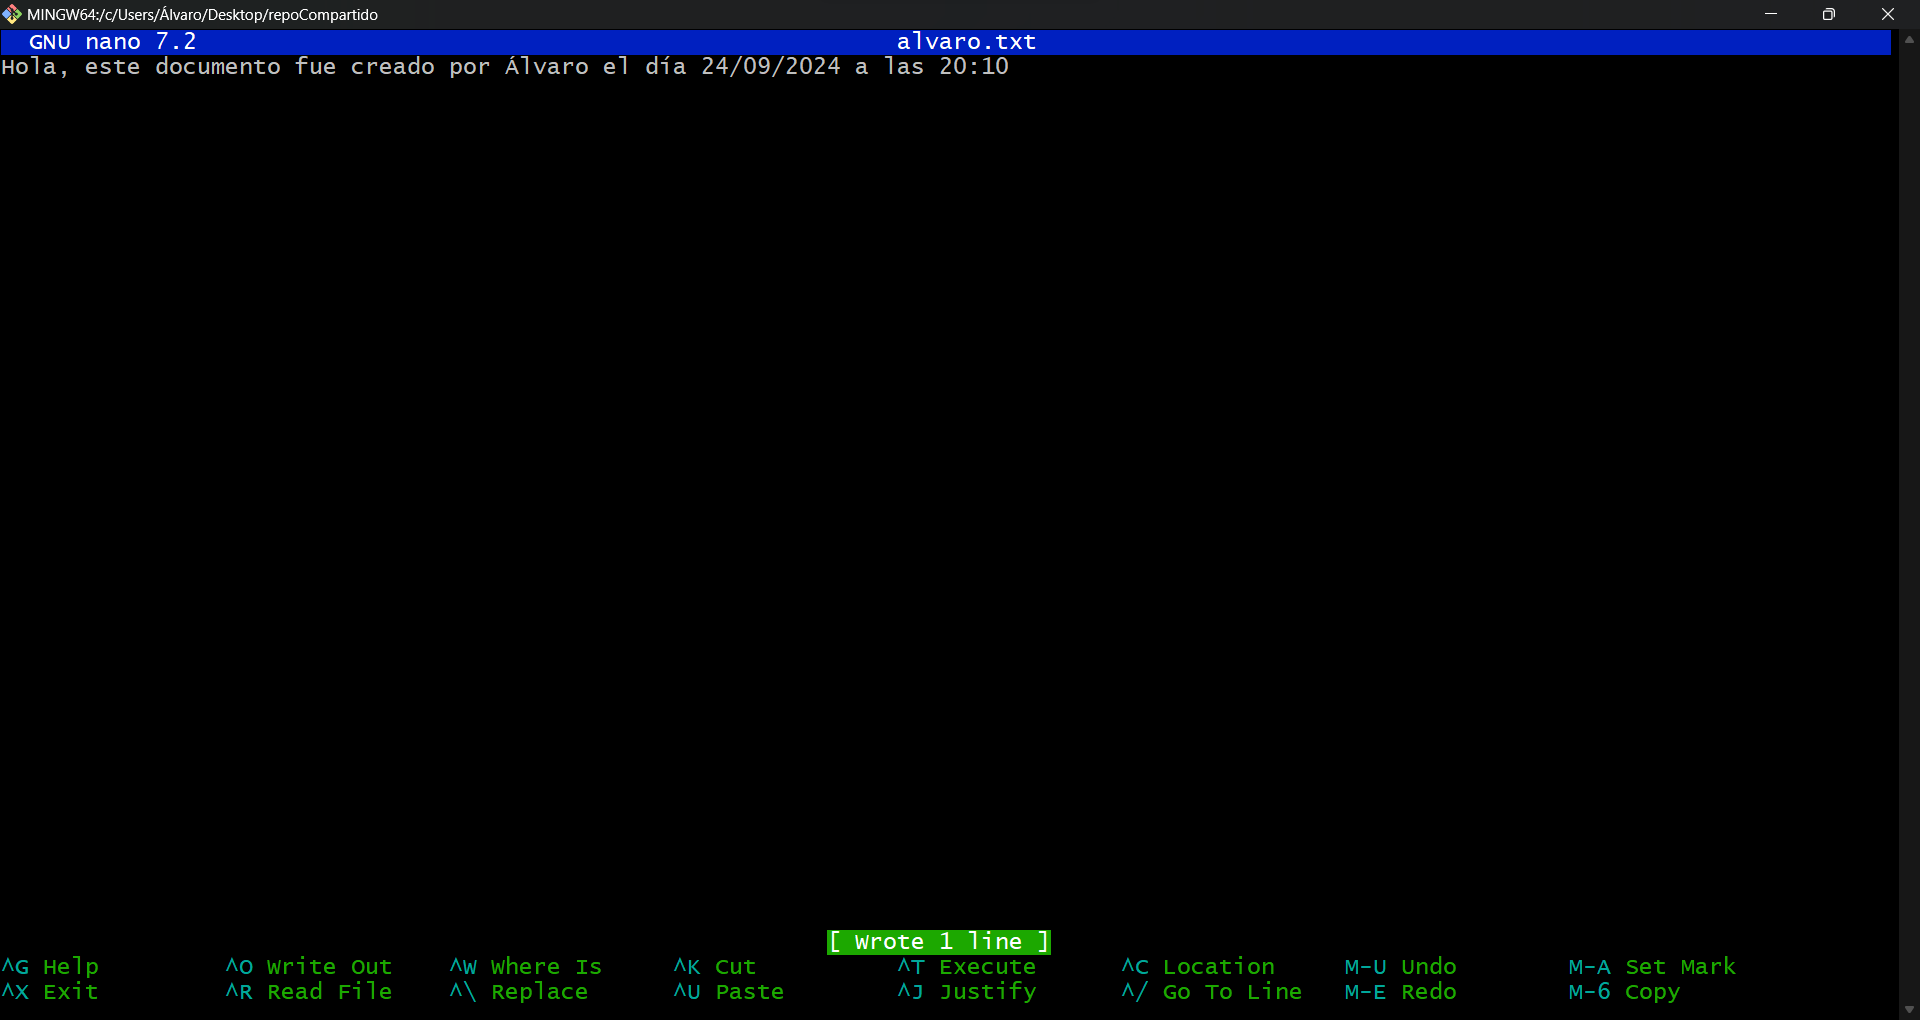 MINGW64:/c/Users/Álvaro/Desktop/repoCompartido
GNU nano 7.2 alvaro.txt
Hola, este documento fue creado por Álvaro el día 24/09/2024 a las 20:10
[ Wrote 1 line ]
^G Help ^O Write Out ^W Where Is ^K Cut ^T Execute ^C Location M-U Undo M-A Set Mark
^X Exit ^R Read File ^\ Replace ^U Paste ^J Justify ^/ Go To Line M-E Redo M-6 Copy